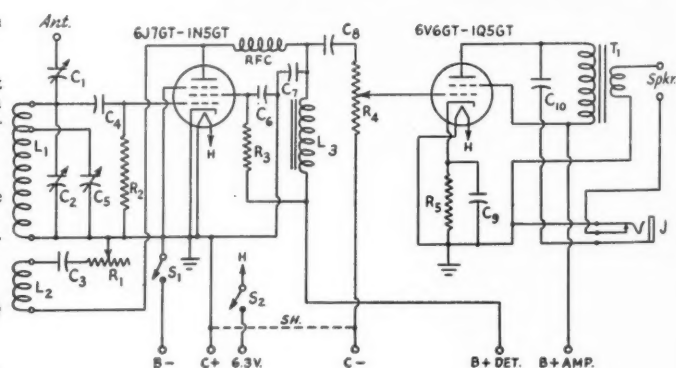 Ant.
6J7GT-1N5GT
6V6GT-1Q5GT
C8
RFC
T1
Spkr.
C1
C7
C4
C6
R4
C10
L1
H
H
L3
R2
R3
C2
C5
R5
C9
H
J
C3
R1
S1
S2
L2
SH.
B-
C+
6.3V.
C-
B+ DET.
B+ AMP.